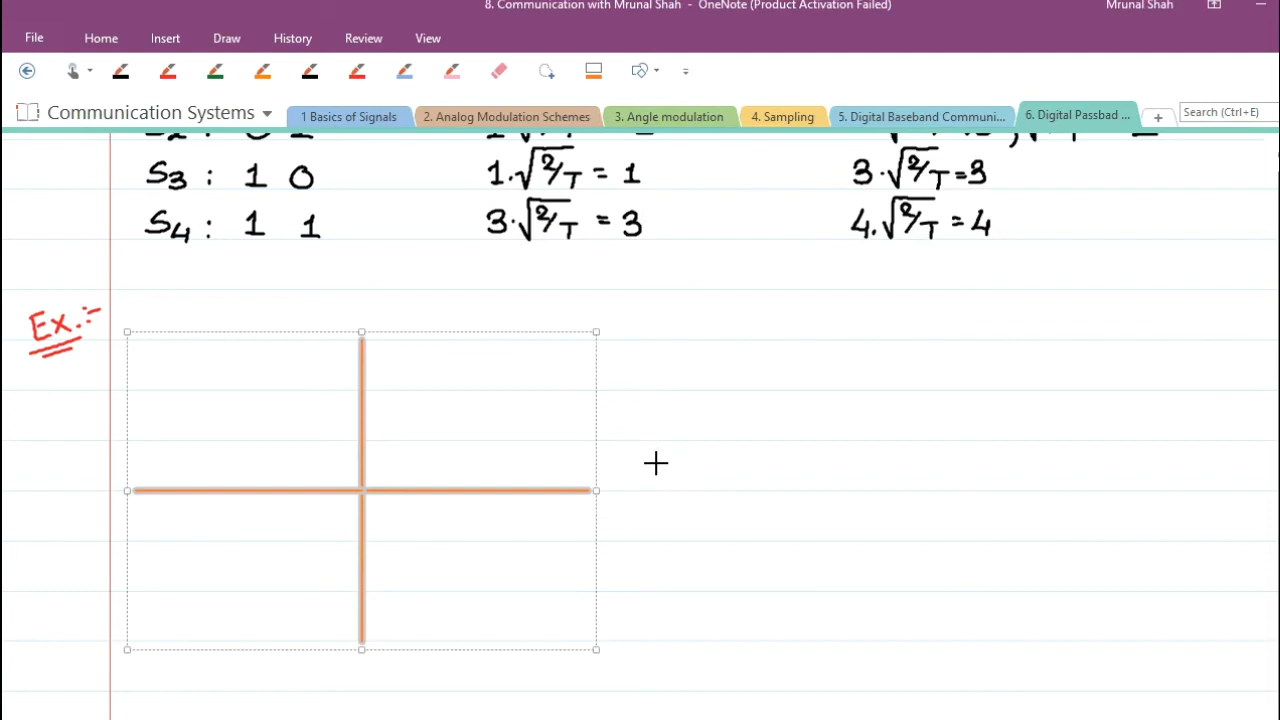 8. Communication with Mrunal Shah - OneNote (Product Activation Failed) Mrunal Shah
File Home Insert Draw History Review View
Communication Systems 1 Basics of Signals 2. Analog Modulation Schemes 3. Angle modulation 4. Sampling 5. Digital Baseband Communi... 6. Digital Passbad ... Search (Ctrl+E)
S3 : 1 0 1.√2/T = 1 3.√2/T=3
S4 : 1 1 3.√2/T = 3 4.√2/T = 4
Ex.:-